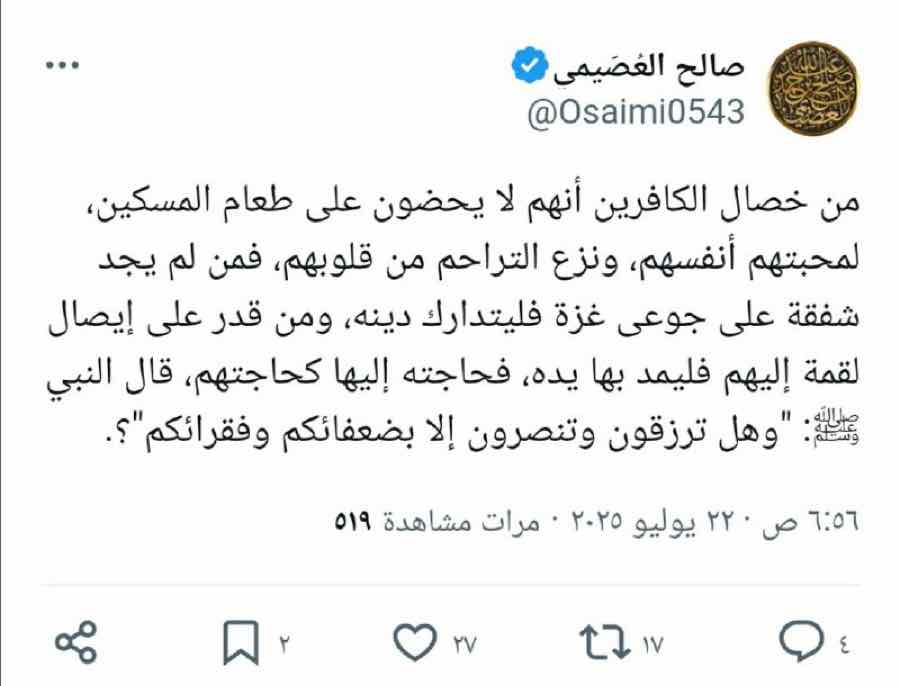 صالح العُصَيمي
@Osaimi0543
من خصال الكافرين أنهم لا يحضون على طعام المسكين،
لمحبتهم أنفسهم، ونزع التراحم من قلوبهم، فمن لم يجد
شفقة على جوعى غزة فليتدارك دينه، ومن قدر على إيصال
لقمة إليهم فليمد بها يده، فحاجته إليها كحاجتهم، قال النبي
ﷺ: "وهل ترزقون وتنصرون إلا بضعفائكم وفقرائكم"؟.
٦:٥٦ ص · ٢٢ يوليو ٢٠٢٥ · مرات مشاهدة ٥١٩
٤ ١٧ ٢٧ ٢